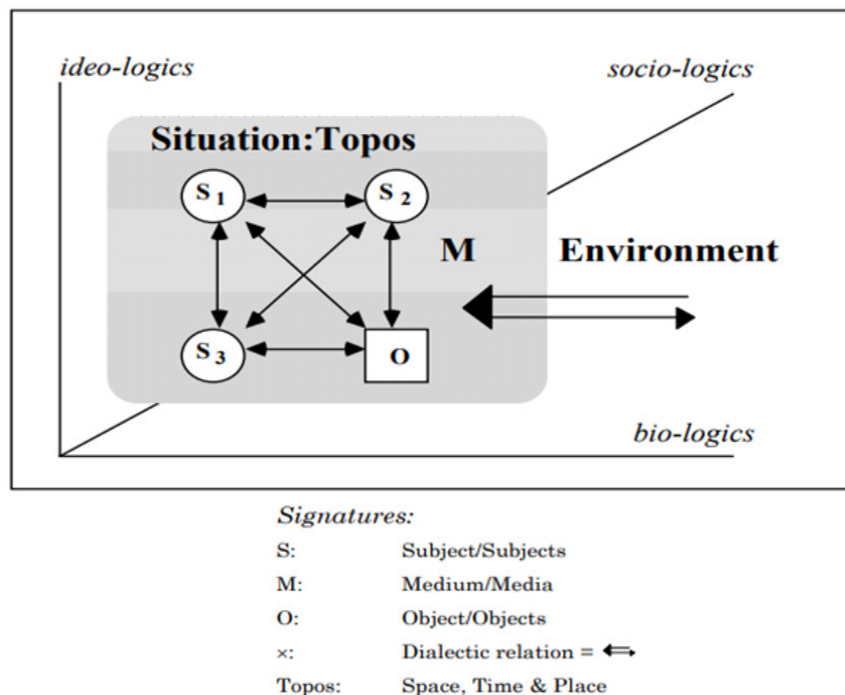 ideo-logics
socio-logics
Situation:Topos
S1
S2
M
Environment
S3
O
bio-logics
Signatures:
S: Subject/Subjects
M: Medium/Media
O: Object/Objects
×: Dialectic relation = ⇆
Topos: Space, Time & Place